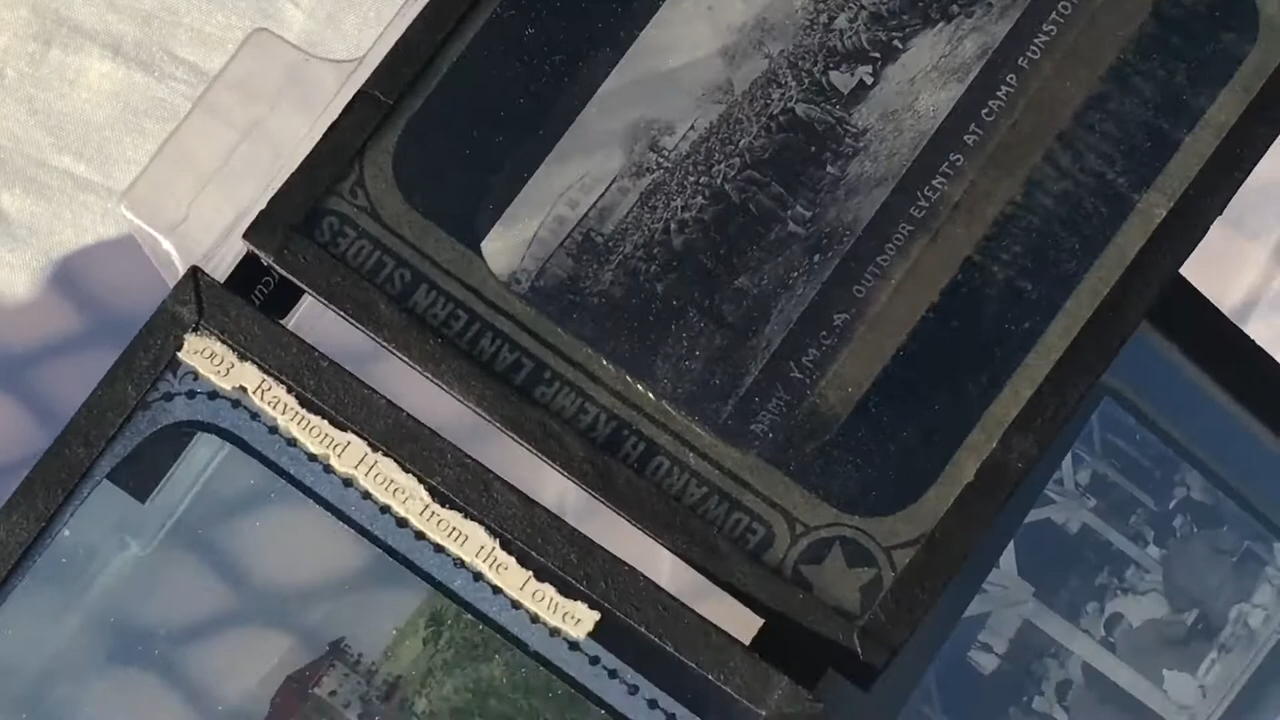 ARMY Y.M.C.A OUTDOOR EVENTS AT CAMP FUNSTON
EDWARD H. KEMP, LANTERN SLIDES
003 Raymond Hotel from the Tower